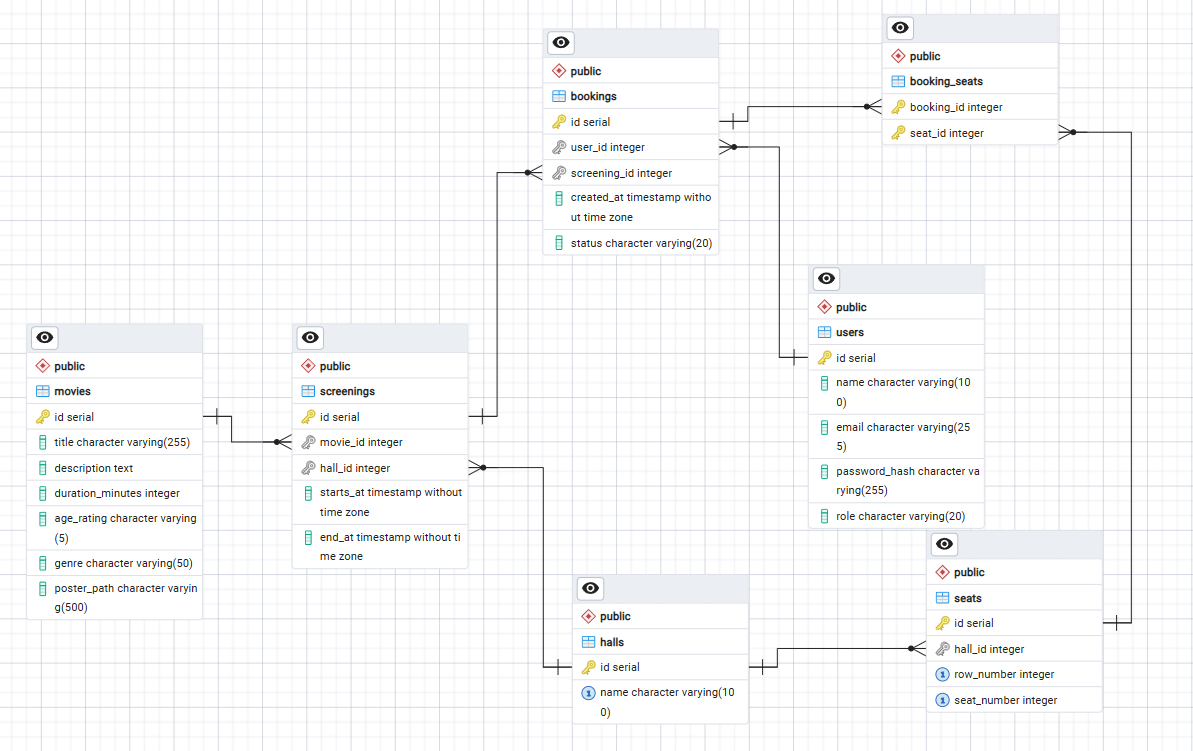 public
bookings
id serial
user_id integer
screening_id integer
created_at timestamp witho
ut time zone
status character varying(20)
public
booking_seats
booking_id integer
seat_id integer
public
users
id serial
name character varying(10
0)
email character varying(25
5)
password_hash character va
rying(255)
role character varying(20)
public
movies
id serial
title character varying(255)
description text
duration_minutes integer
age_rating character varying
(5)
genre character varying(50)
poster_path character varyin
g(500)
public
screenings
id serial
movie_id integer
hall_id integer
starts_at timestamp without
time zone
end_at timestamp without ti
me zone
public
halls
id serial
1 name character varying(10
0)
public
seats
id serial
hall_id integer
1 row_number integer
1 seat_number integer